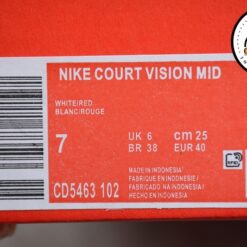 NIKE COURT VISION MID
WHITE/RED
BLANC/ROUGE
7
UK 6
cm 25
BR 38
EUR 40
CD5463 102
MADE IN INDONESIA/
FABRIQUE EN INDONESIE/
FABRICADO NA INDONESIA/
HECHO EN INDONESIA